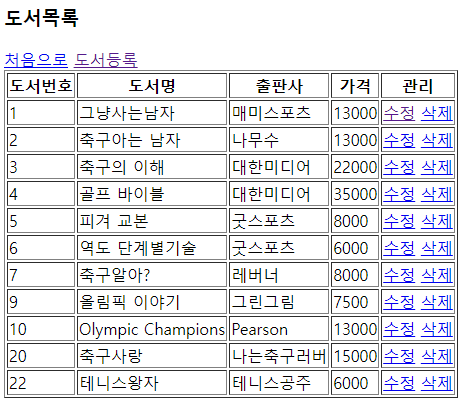 도서목록
처음으로 도서등록
도서번호 도서명 출판사 가격 관리
1 그냥사는남자 매미스포츠 13000 수정 삭제
2 축구아는 남자 나무수 13000 수정 삭제
3 축구의 이해 대한미디어 22000 수정 삭제
4 골프 바이블 대한미디어 35000 수정 삭제
5 피겨 교본 굿스포츠 8000 수정 삭제
6 역도 단계별기술 굿스포츠 6000 수정 삭제
7 축구알아? 레버너 8000 수정 삭제
9 올림픽 이야기 그린그림 7500 수정 삭제
10 Olympic Champions Pearson 13000 수정 삭제
20 축구사랑 나는축구러버 15000 수정 삭제
22 테니스왕자 테니스공주 6000 수정 삭제